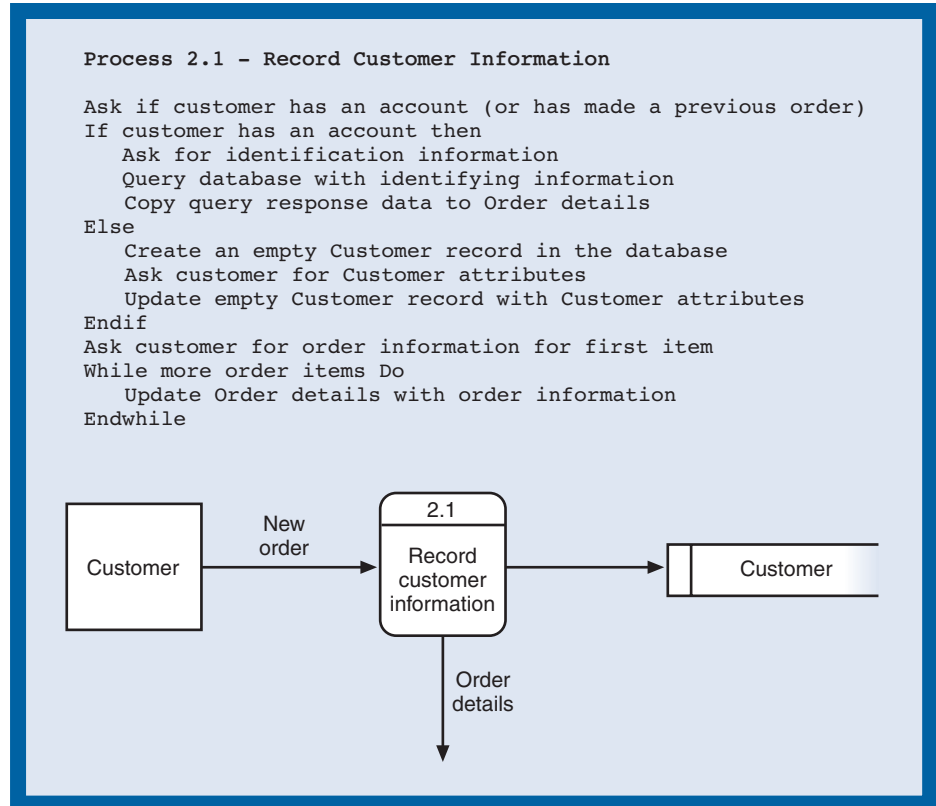 Process 2.1 – Record Customer Information
Ask if customer has an account (or has made a previous order)
If customer has an account then
Ask for identification information
Query database with identifying information
Copy query response data to Order details
Else
Create an empty Customer record in the database
Ask customer for Customer attributes
Update empty Customer record with Customer attributes
Endif
Ask customer for order information for first item
While more order items Do
Update Order details with order information
Endwhile
Customer
New
order
2.1
Record
customer
information
Customer
Order
details